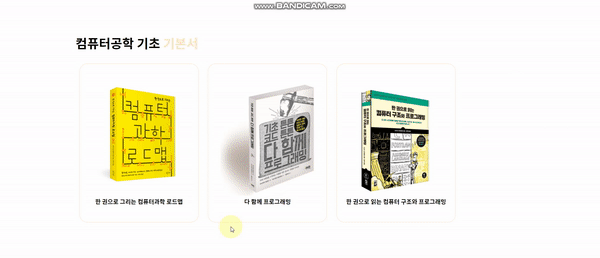 www.BANDICAM.com
컴퓨터공학 기초 기본서
컴퓨터
과학
로드맵
기초
코드
다 함께
프로그래밍
한 권으로 읽는
컴퓨터 구조와 프로그래밍
한 권으로 그리는 컴퓨터과학 로드맵
다 함께 프로그래밍
한 권으로 읽는 컴퓨터 구조와 프로그래밍